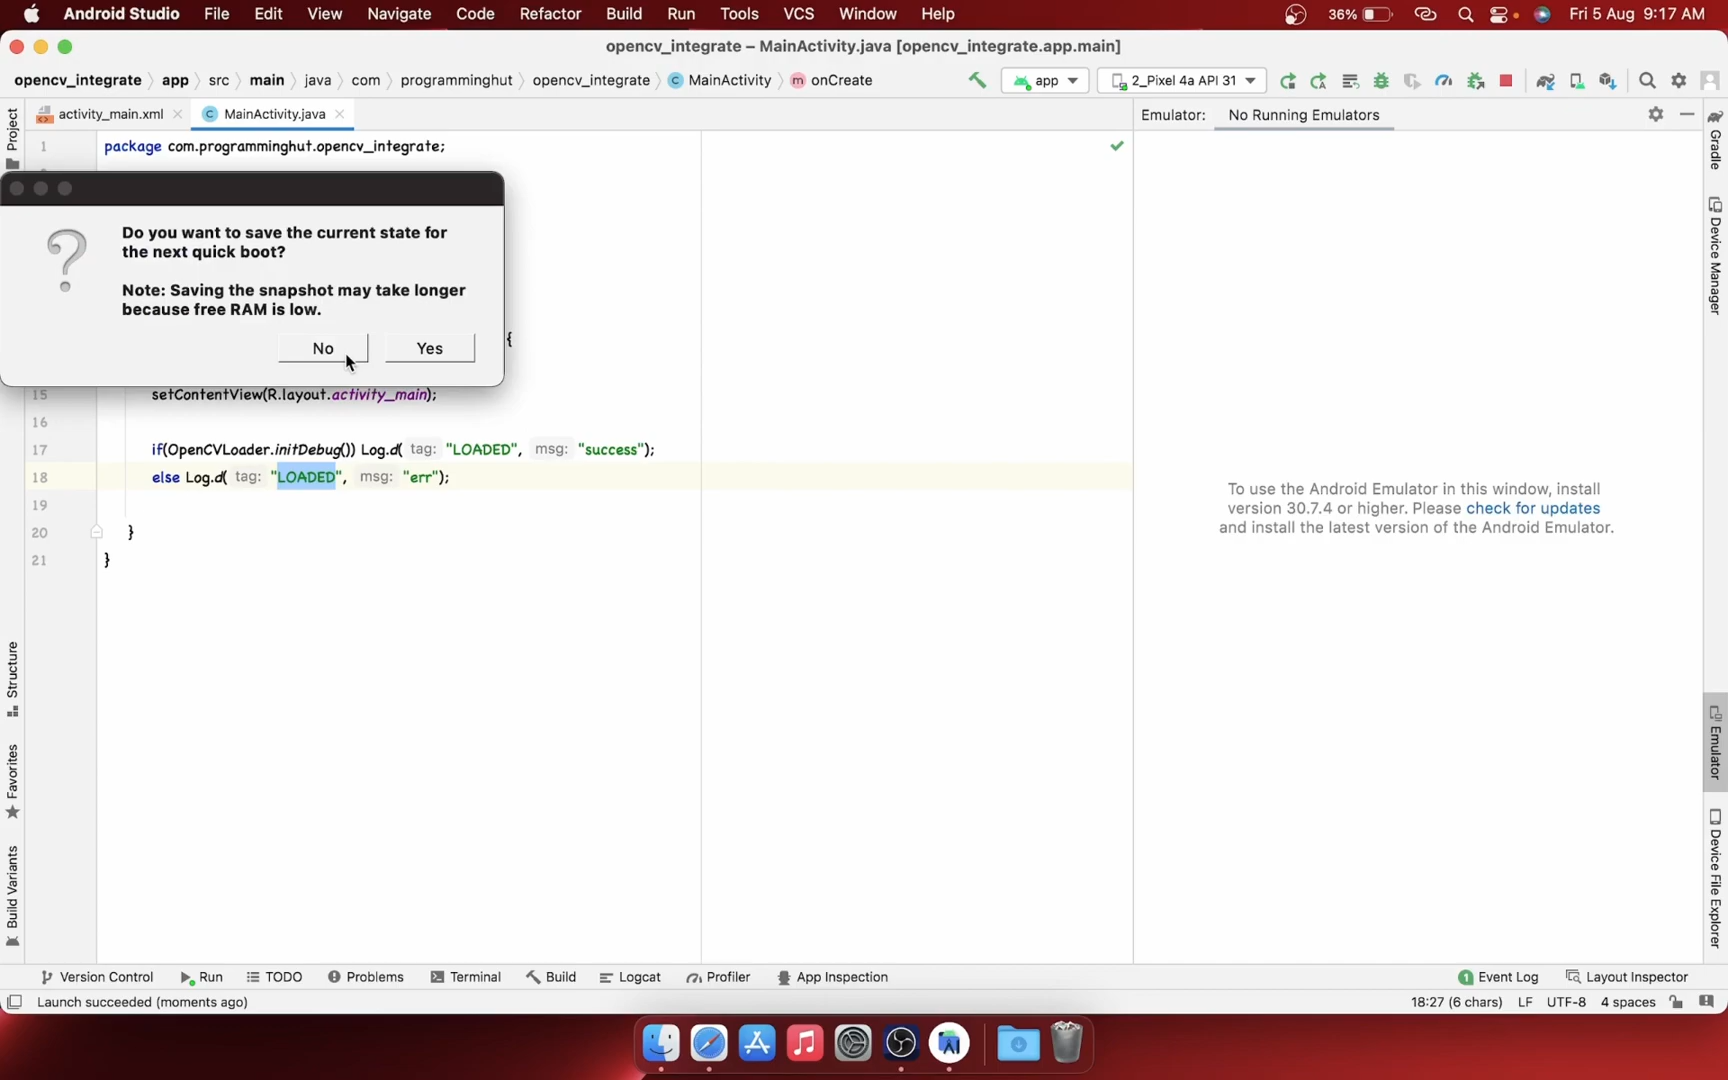 Android Studio File Edit View Navigate Code Refactor Build Run Tools VCS Window Help 36% Fri 5 Aug 9:17 AM
opencv_integrate – MainActivity.java [opencv_integrate.app.main]
opencv_integrate app src main java com programminghut opencv_integrate C MainActivity m onCreate app 2_Pixel 4a API 31
activity_main.xml C MainActivity.java Emulator: No Running Emulators
1 package com.programminghut.opencv_integrate;
Do you want to save the current state for
the next quick boot?
Note: Saving the snapshot may take longer
because free RAM is low.
No Yes
{
15 setContentView(R.layout.activity_main);
16
17 if(OpenCVLoader.initDebug()) Log.d( tag: "LOADED", msg: "success");
18 else Log.d( tag: "LOADED", msg: "err");
19
20 }
21 }
To use the Android Emulator in this window, install
version 30.7.4 or higher. Please check for updates
and install the latest version of the Android Emulator.
Project
Structure
Favorites
Build Variants
Gradle
Device Manager
Emulator
Device File Explorer
Version Control Run TODO Problems Terminal Build Logcat Profiler App Inspection 1 Event Log Layout Inspector
Launch succeeded (moments ago) 18:27 (6 chars) LF UTF-8 4 spaces